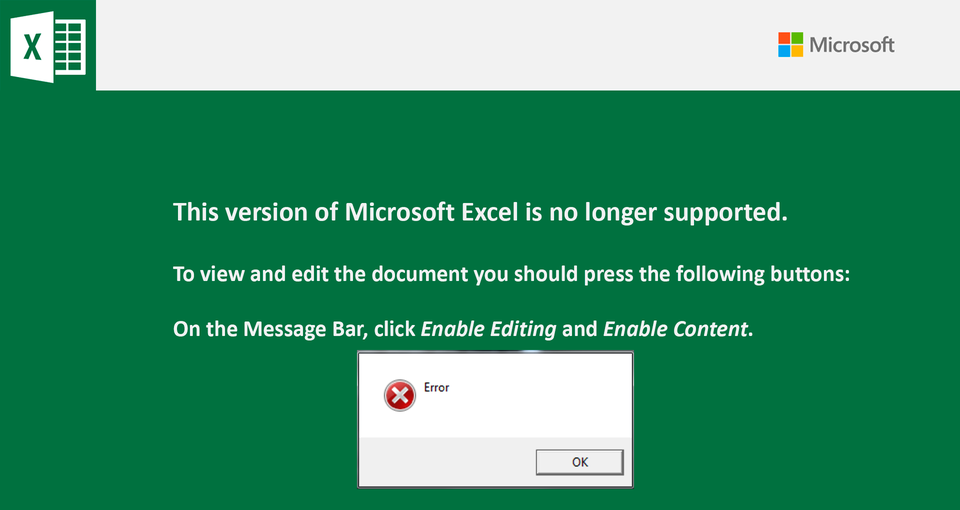 X
Microsoft
This version of Microsoft Excel is no longer supported.
To view and edit the document you should press the following buttons:
On the Message Bar, click Enable Editing and Enable Content.
Error
OK